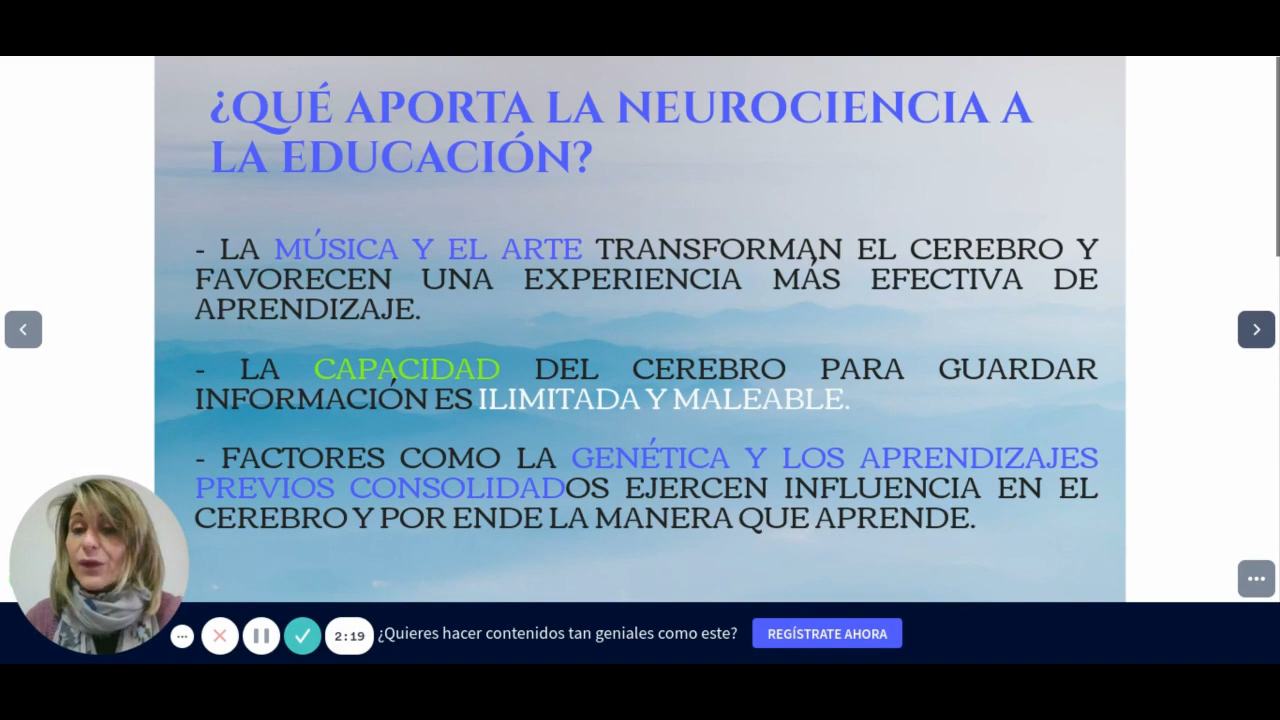 ¿QUÉ APORTA LA NEUROCIENCIA A
LA EDUCACIÓN?
- LA MÚSICA Y EL ARTE TRANSFORMAN EL CEREBRO Y
FAVORECEN UNA EXPERIENCIA MÁS EFECTIVA DE
APRENDIZAJE.
- LA CAPACIDAD DEL CEREBRO PARA GUARDAR
INFORMACIÓN ES ILIMITADA Y MALEABLE.
- FACTORES COMO LA GENÉTICA Y LOS APRENDIZAJES
PREVIOS CONSOLIDADOS EJERCEN INFLUENCIA EN EL
CEREBRO Y POR ENDE LA MANERA QUE APRENDE.
2:19 ¿Quieres hacer contenidos tan geniales como este? REGÍSTRATE AHORA